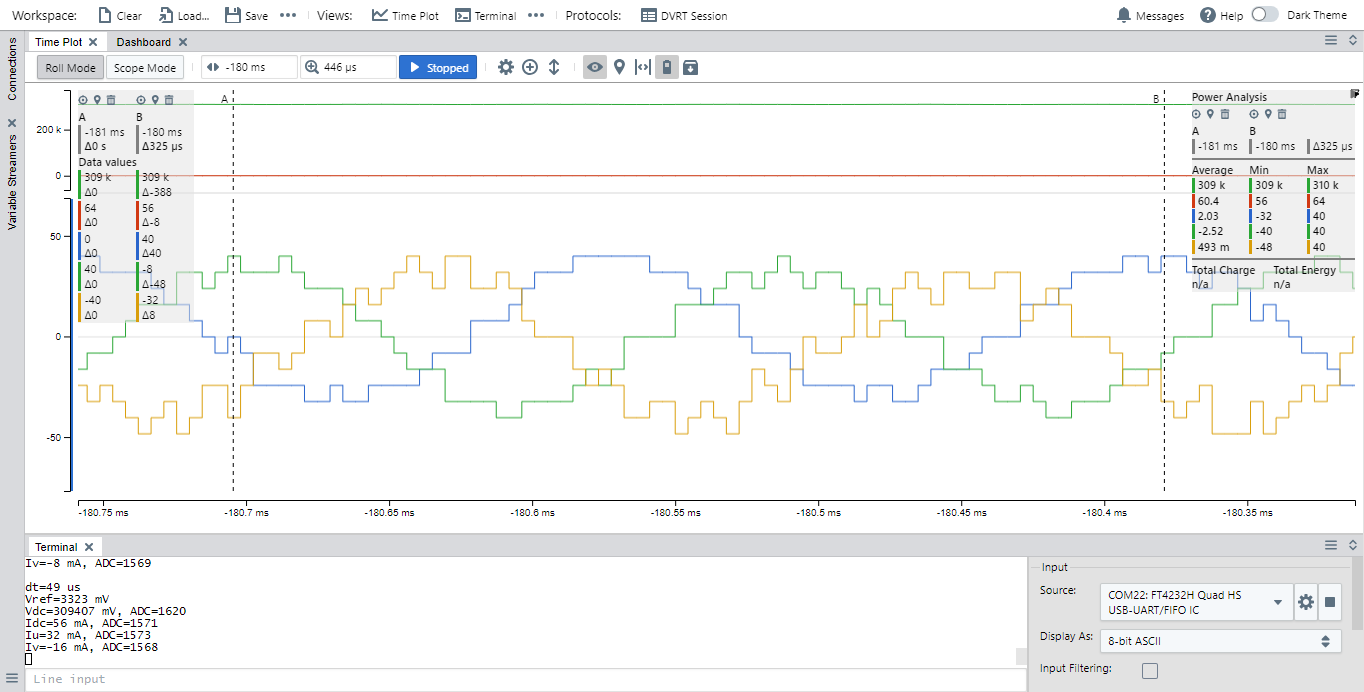 Workspace: Clear Load... Save ••• Views: Time Plot Terminal ••• Protocols: DVRT Session Messages Help Dark Theme
Connections
Variable Streamers
Time Plot Dashboard
Roll Mode Scope Mode -180 ms 446 µs Stopped
A B
A B
-181 ms -180 ms
Δ0 s Δ325 µs
Data values
309 k 309 k
Δ0 Δ-388
64 56
Δ0 Δ-8
0 40
Δ0 Δ40
40 -8
Δ0 Δ-48
-40 -32
Δ0 Δ8
200 k
0
50
0
-50
Power Analysis
A B
-181 ms -180 ms Δ325 µs
Average Min Max
309 k 309 k 310 k
60.4 56 64
2.03 -32 40
-2.52 -40 40
493 m -48 40
Total Charge Total Energy
n/a n/a
-180.75 ms -180.7 ms -180.65 ms -180.6 ms -180.55 ms -180.5 ms -180.45 ms -180.4 ms -180.35 ms
Terminal
Iv=-8 mA, ADC=1569
dt=49 us
Vref=3323 mV
Vdc=309407 mV, ADC=1620
Idc=56 mA, ADC=1571
Iu=32 mA, ADC=1573
Iv=-16 mA, ADC=1568
Line input
Input
Source: COM22: FT4232H Quad HS
USB-UART/FIFO IC
Display As: 8-bit ASCII
Input Filtering: